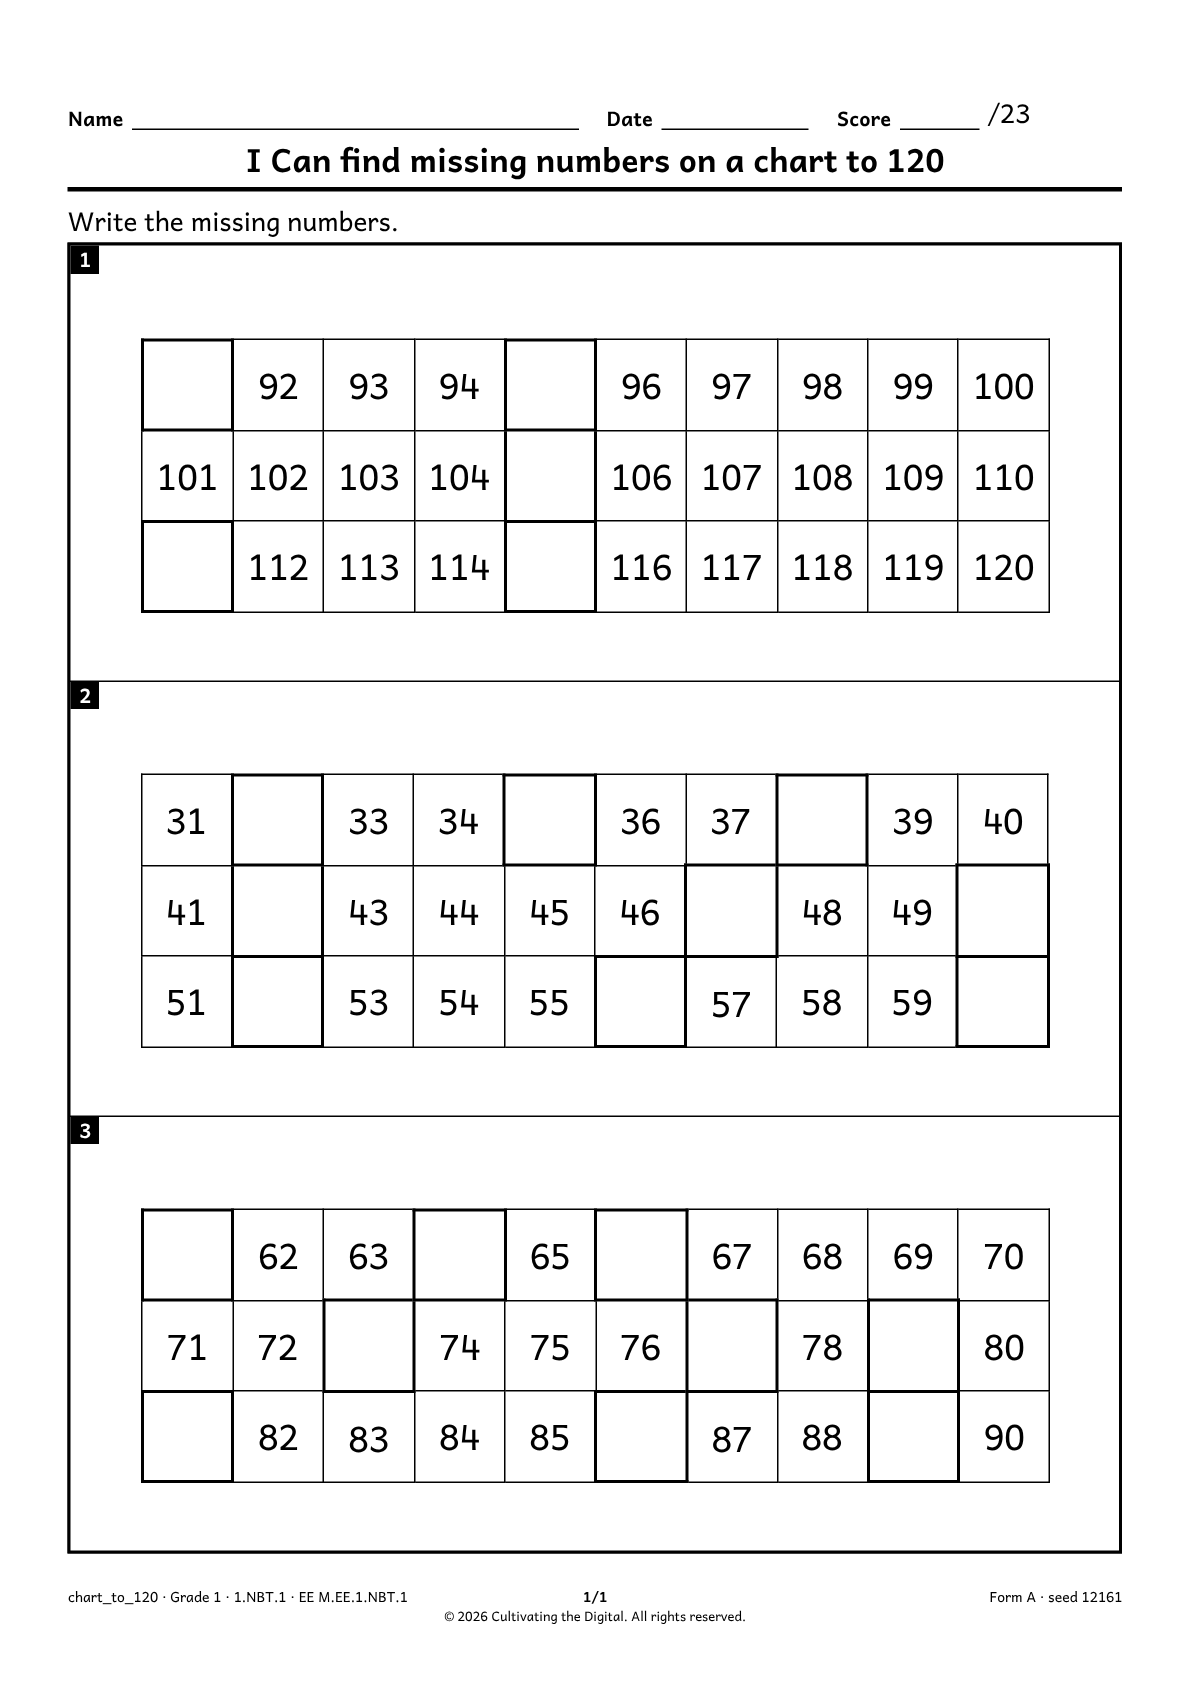 Name Date Score /23
I Can find missing numbers on a chart to 120
Write the missing numbers.
1
92 93 94 96 97 98 99 100
101 102 103 104 106 107 108 109 110
112 113 114 116 117 118 119 120
2
31 33 34 36 37 39 40
41 43 44 45 46 48 49
51 53 54 55 57 58 59
3
62 63 65 67 68 69 70
71 72 74 75 76 78 80
82 83 84 85 87 88 90
chart_to_120 · Grade 1 · 1.NBT.1 · EE M.EE.1.NBT.1 1/1 Form A · seed 12161
© 2026 Cultivating the Digital. All rights reserved.